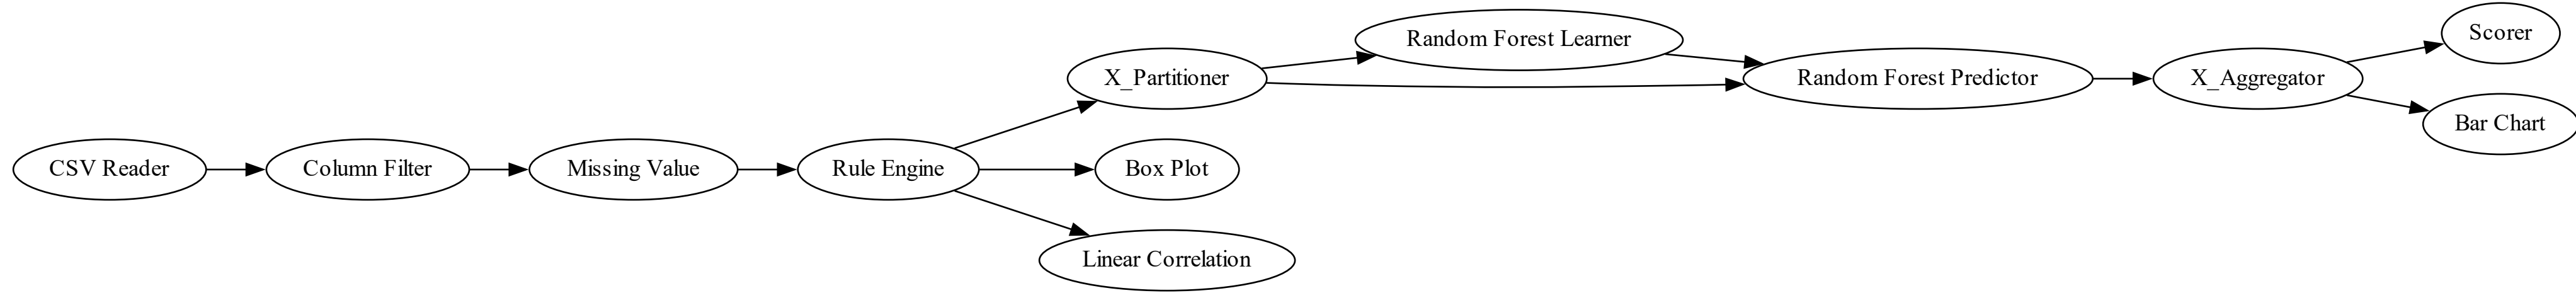 CSV Reader
Column Filter
Missing Value
Rule Engine
X_Partitioner
Box Plot
Linear Correlation
Random Forest Learner
Random Forest Predictor
X_Aggregator
Scorer
Bar Chart